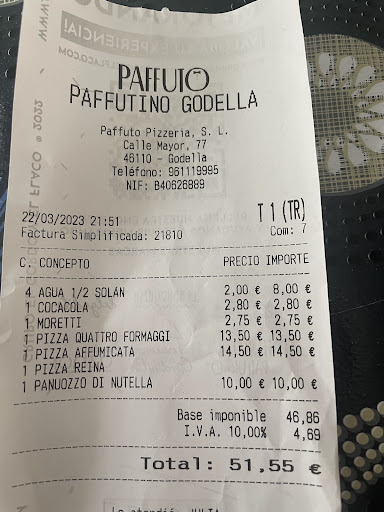 PAFFUTO
PAFFUTINO GODELLA
Paffuto Pizzeria, S. L.
Calle Mayor, 77
46110 - Godella
Teléfono: 961119995
NIF: B40626889
22/03/2023 21:51 T 1 (TR)
Factura Simplificada: 21810 Com: 7
C. CONCEPTO PRECIO IMPORTE
4 AGUA 1/2 SOLAN 2,00 € 8,00 €
1 COCACOLA 2,80 € 2,80 €
1 MORETTI 2,75 € 2,75 €
1 PIZZA QUATTRO FORMAGGI 13,50 € 13,50 €
1 PIZZA AFFUMICATA 14,50 € 14,50 €
1 PIZZA REINA
1 PANUOZZO DI NUTELLA 10,00 € 10,00 €
Base imponible 46,86
I.V.A. 10,00% 4,69
Total: 51,55 €